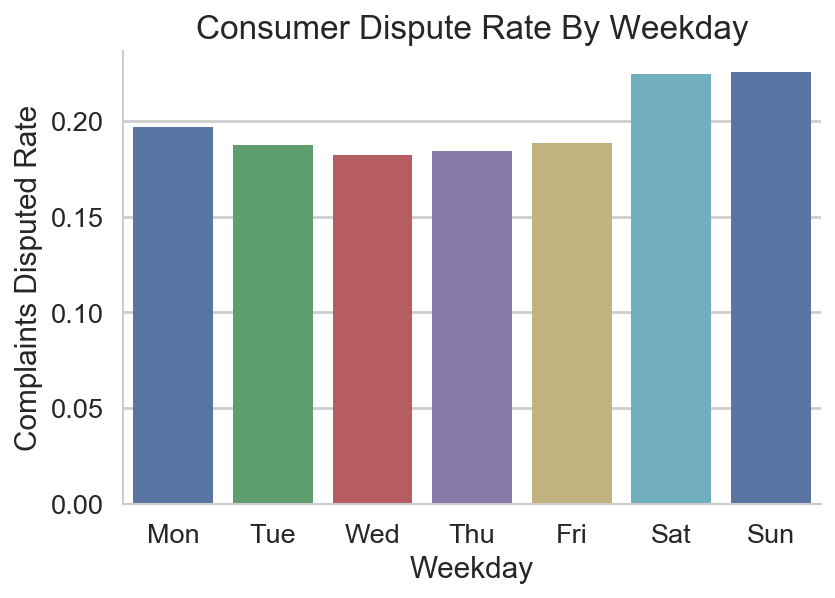 Consumer Dispute Rate By Weekday
Complaints Disputed Rate
0.20
0.15
0.10
0.05
0.00
Mon Tue Wed Thu Fri Sat Sun
Weekday